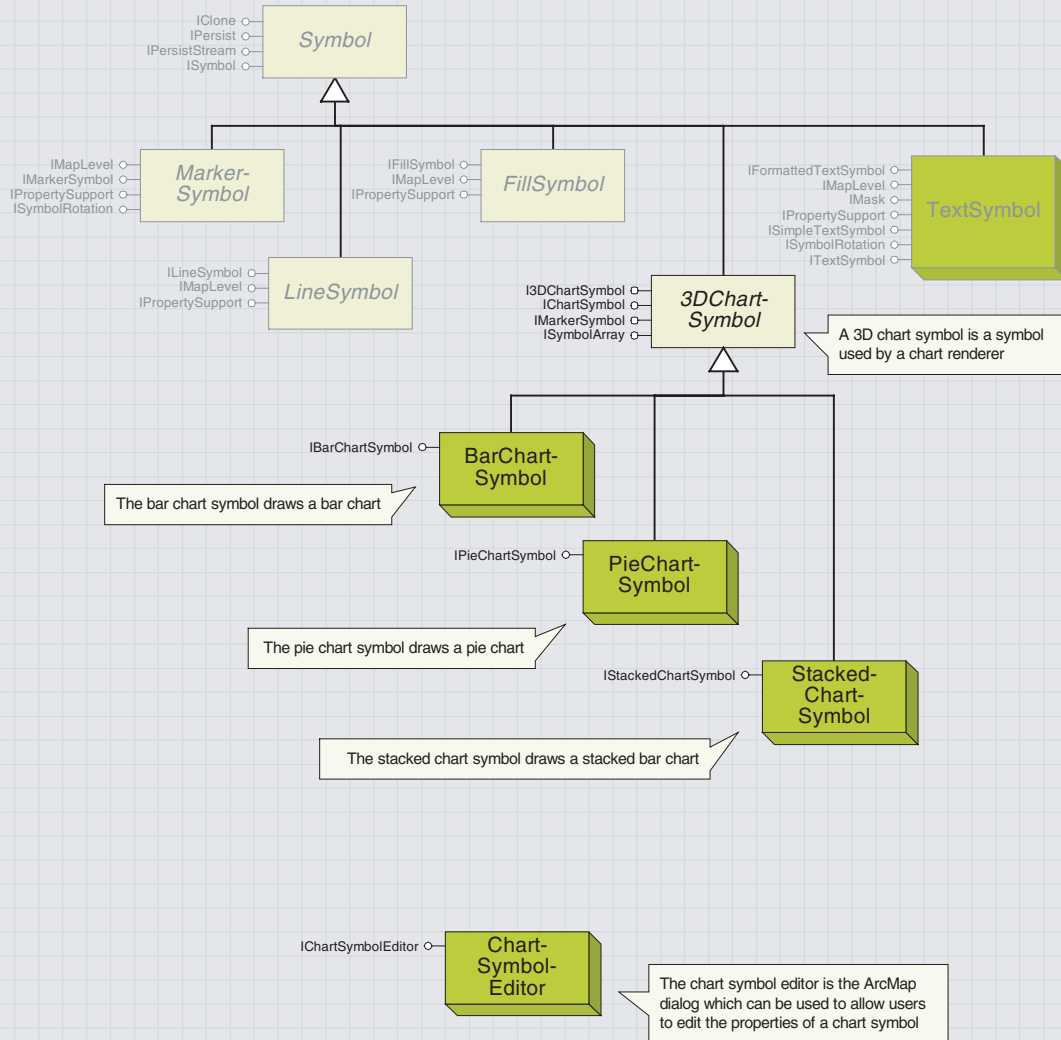 IClone
IPersist
IPersistStream
ISymbol
Symbol
IMapLevel
IMarkerSymbol
IPropertySupport
ISymbolRotation
Marker-
Symbol
IFillSymbol
IMapLevel
IPropertySupport
FillSymbol
IFormattedTextSymbol
IMapLevel
IMask
IPropertySupport
ISimpleTextSymbol
ISymbolRotation
ITextSymbol
TextSymbol
ILineSymbol
IMapLevel
IPropertySupport
LineSymbol
I3DChartSymbol
IChartSymbol
IMarkerSymbol
ISymbolArray
3DChart-
Symbol
A 3D chart symbol is a symbol
used by a chart renderer
IBarChartSymbol
BarChart-
Symbol
The bar chart symbol draws a bar chart
IPieChartSymbol
PieChart-
Symbol
The pie chart symbol draws a pie chart
IStackedChartSymbol
Stacked-
Chart-
Symbol
The stacked chart symbol draws a stacked bar chart
IChartSymbolEditor
Chart-
Symbol-
Editor
The chart symbol editor is the ArcMap
dialog which can be used to allow users
to edit the properties of a chart symbol